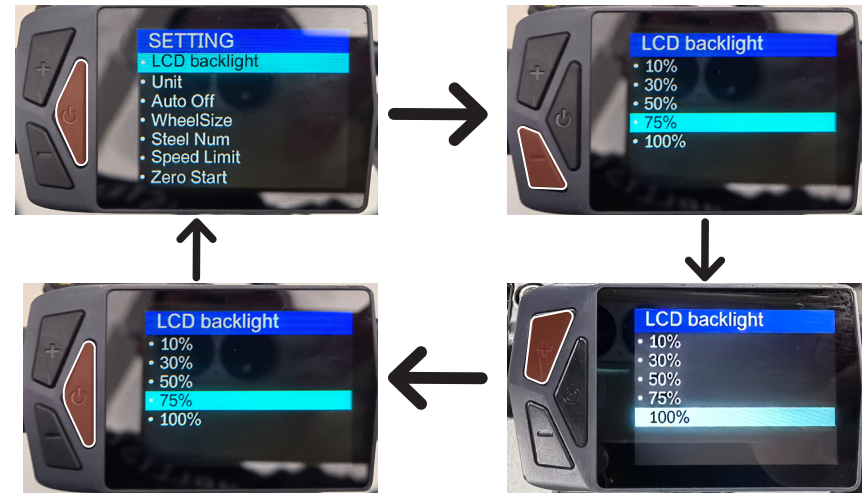 SETTING
• LCD backlight
• Unit
• Auto Off
• WheelSize
• Steel Num
• Speed Limit
• Zero Start
LCD backlight
• 10%
• 30%
• 50%
• 75%
• 100%
LCD backlight
• 10%
• 30%
• 50%
• 75%
• 100%
LCD backlight
• 10%
• 30%
• 50%
• 75%
100%